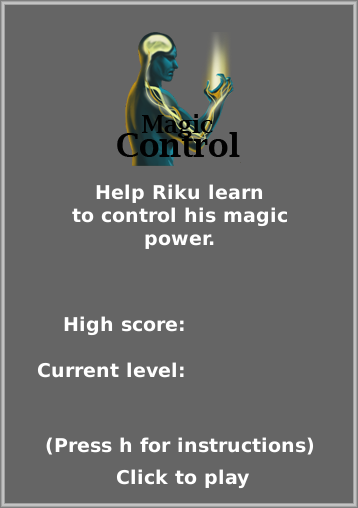 Magic
Control
Help Riku learn
to control his magic
power.
High score:
Current level:
(Press h for instructions)
Click to play